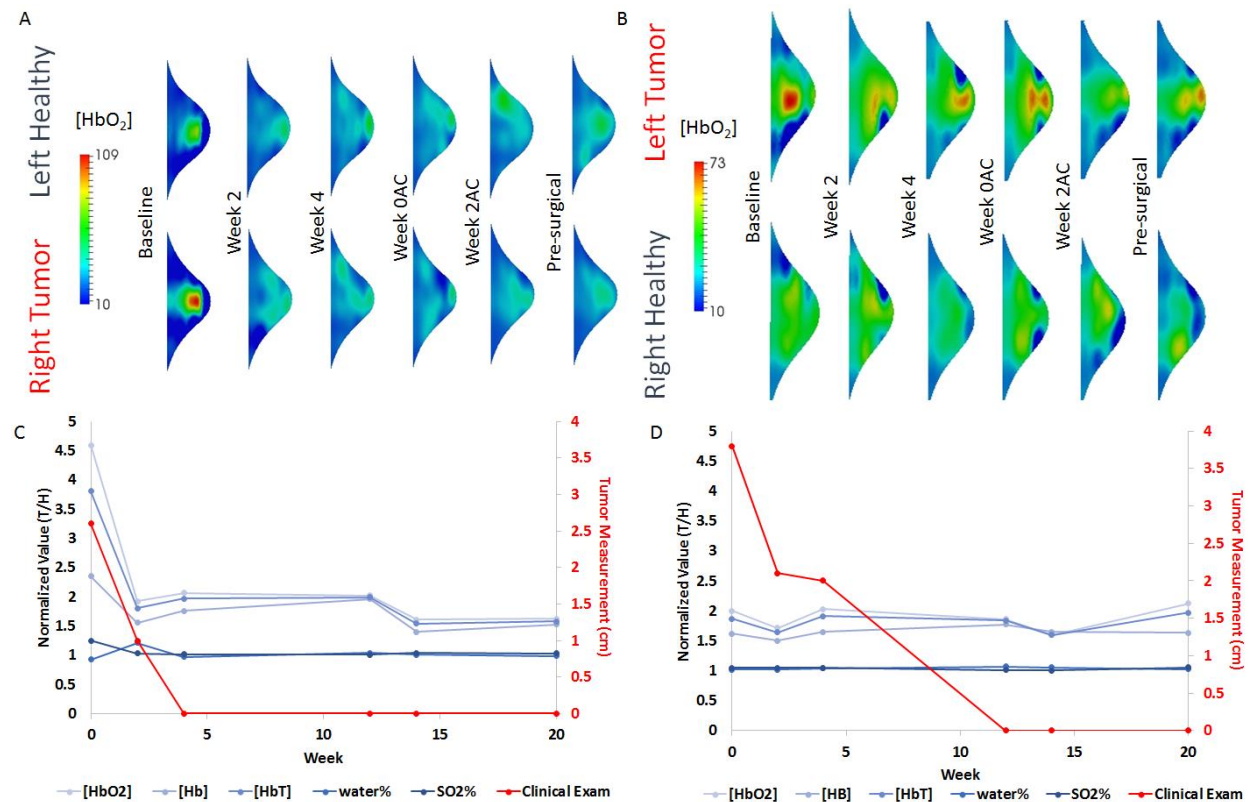 A
Left Healthy
Right Tumor
[HbO2]
109
10
Baseline
Week 2
Week 4
Week 0AC
Week 2AC
Pre-surgical
B
Left Tumor
Right Healthy
[HbO2]
73
10
Baseline
Week 2
Week 4
Week 0AC
Week 2AC
Pre-surgical
C
Normalized Value (T/H)
5
4.5
4
3.5
3
2.5
2
1.5
1
0.5
0
4
3.5
3
2.5
2
1.5
1
0.5
0
Tumor Measurement (cm)
0 5 10 15 20
Week
[HbO2] [Hb] [HbT] water% SO2% Clinical Exam
D
Normalized Value (T/H)
5
4.5
4
3.5
3
2.5
2
1.5
1
0.5
0
4
3.5
3
2.5
2
1.5
1
0.5
0
Tumor Measurement (cm)
0 5 10 15 20
Week
[HbO2] [HB] [HbT] water% SO2% Clinical Exam